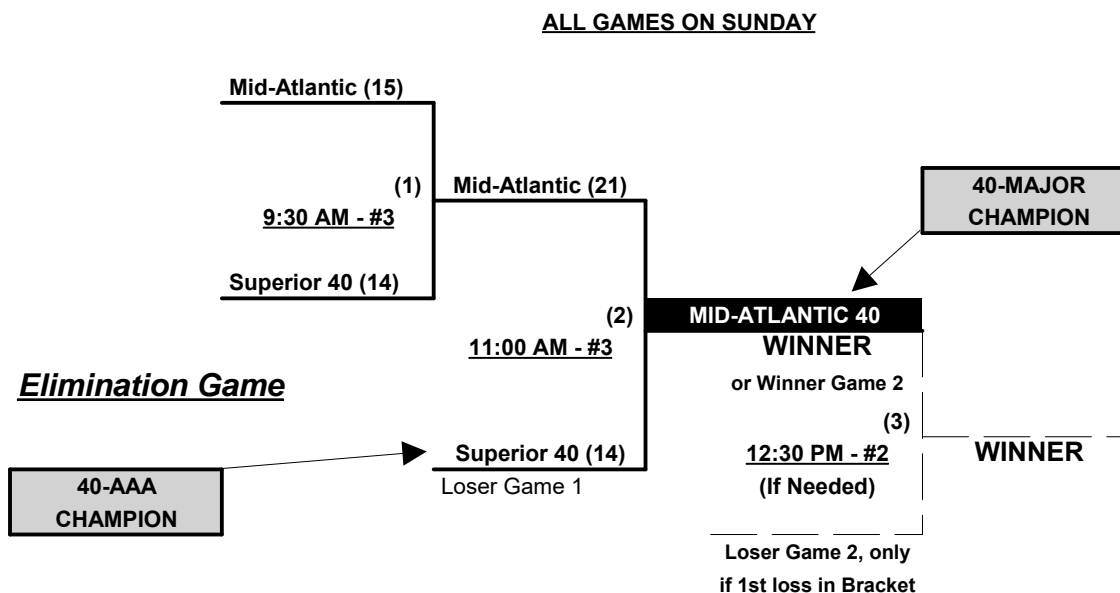 ALL GAMES ON SUNDAY
Mid-Atlantic (15)
(1)
Mid-Atlantic (21)
40-MAJOR
CHAMPION
9:30 AM - #3
Superior 40 (14)
(2)
MID-ATLANTIC 40
11:00 AM - #3
WINNER
or Winner Game 2
Elimination Game
(3)
Superior 40 (14)
12:30 PM - #2
WINNER
40-AAA
CHAMPION
Loser Game 1
(If Needed)
Loser Game 2, only
if 1st loss in Bracket